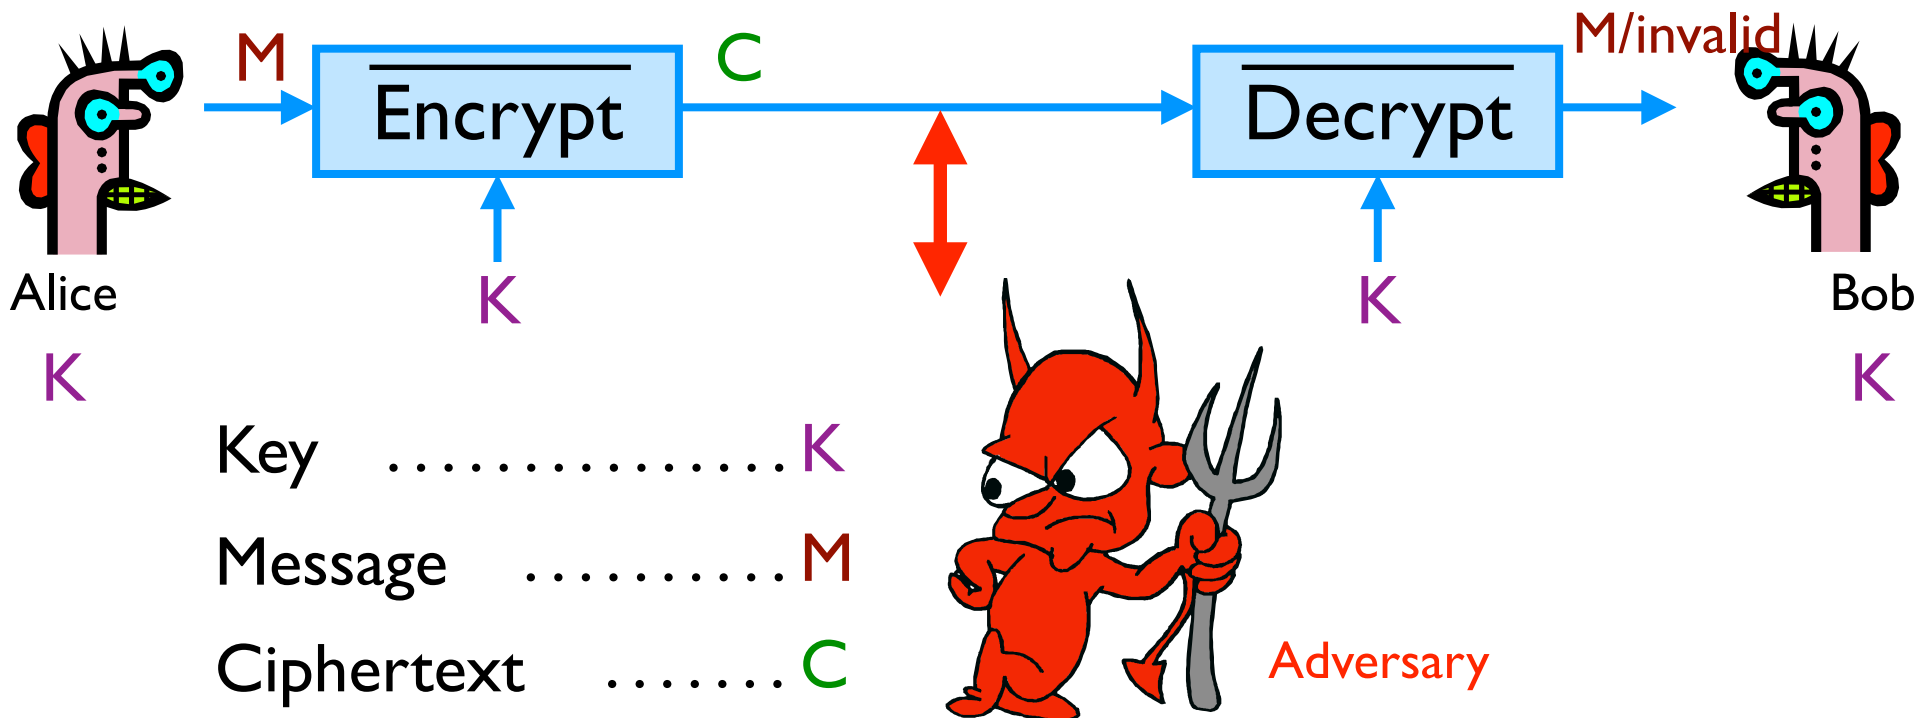 M C M/invalid
Encrypt Decrypt
K K
Alice Bob
K K
Key ............... K
Message .......... M
Ciphertext ....... C
Adversary